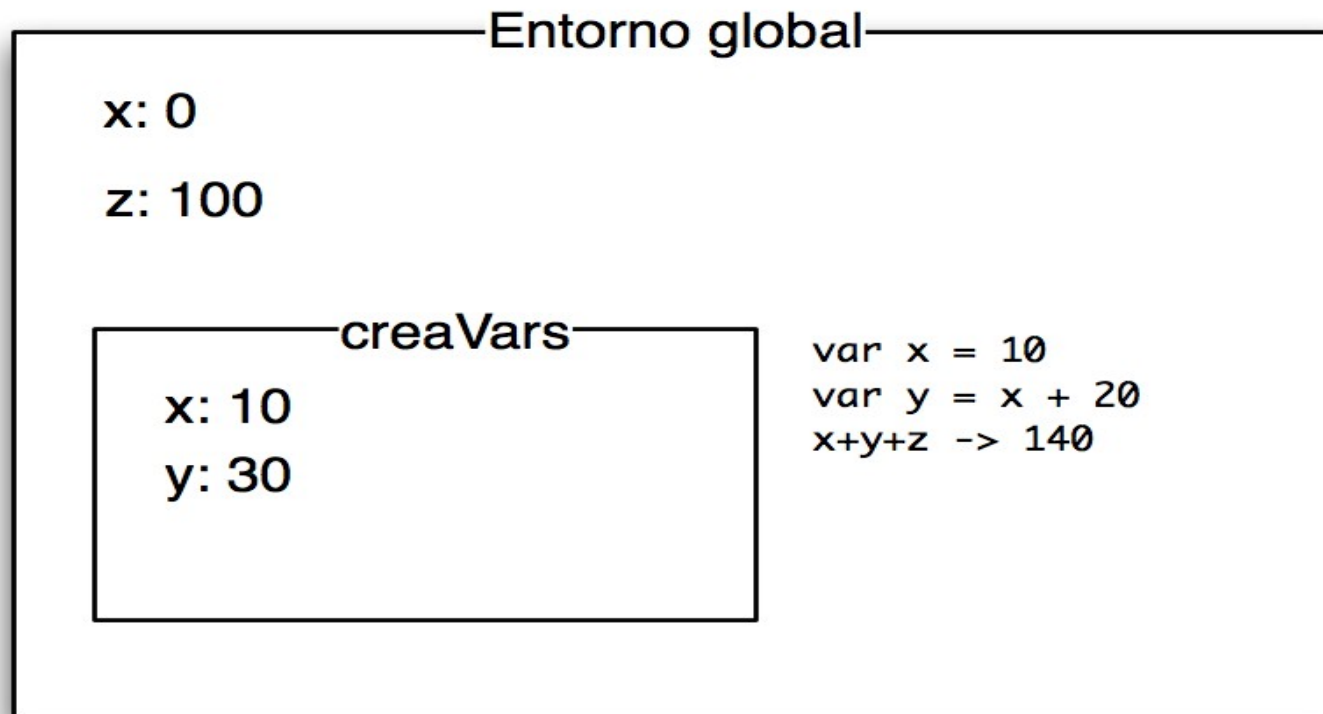 Entorno global
x: 0
z: 100
creaVars
x: 10
y: 30
var x = 10
var y = x + 20
x+y+z -> 140